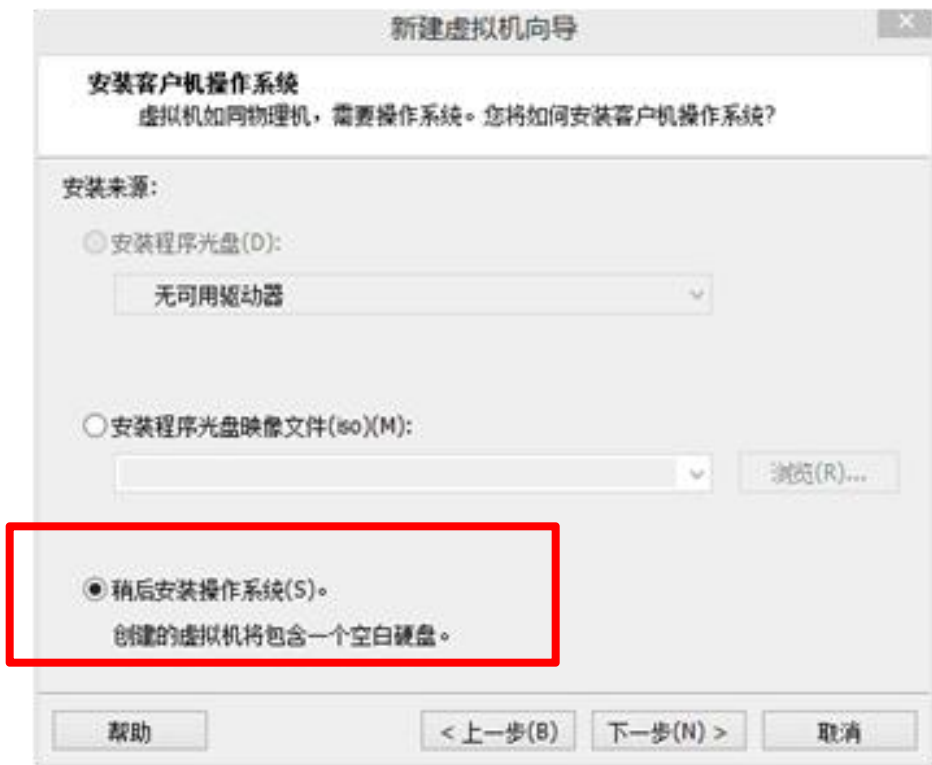 新建虚拟机向导
安装客户机操作系统
虚拟机如同物理机，需要操作系统。您将如何安装客户机操作系统?
安装来源:
安装程序光盘(D):
无可用驱动器
安装程序光盘映像文件(iso)(M):
浏览(R)...
稍后安装操作系统(S)。
创建的虚拟机将包含一个空白硬盘。
帮助 < 上一步(B) 下一步(N) > 取消